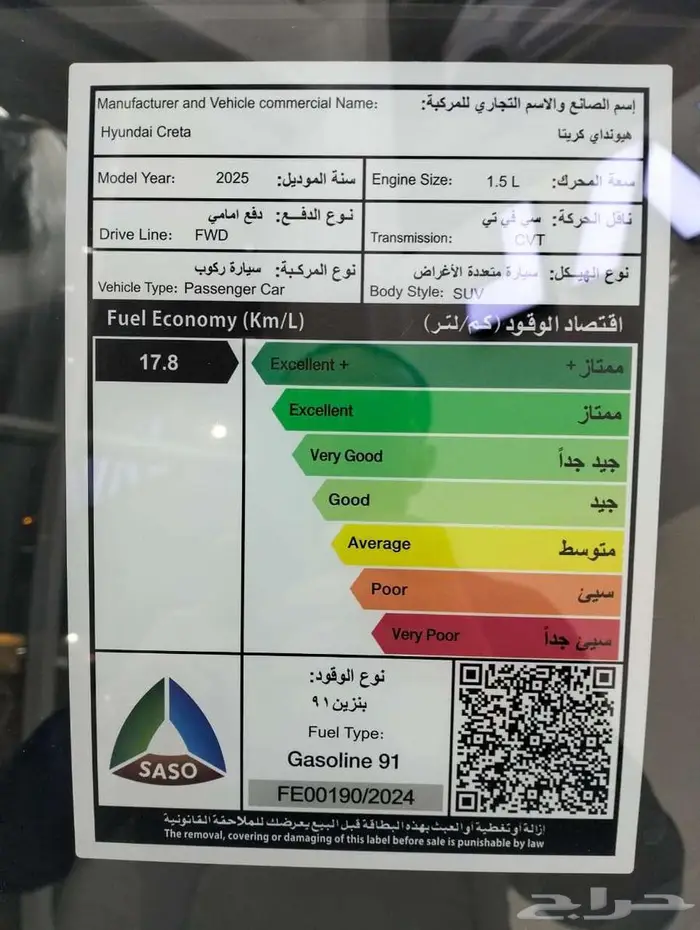 Manufacturer and Vehicle commercial Name: إسم الصانع والاسم التجاري للمركبة:
Hyundai Creta هيونداي كريتا
Model Year: 2025 سنة الموديل:
Engine Size: 1.5 L سعة المحرك:
نوع الدفع: دفع امامي
Drive Line: FWD
ناقل الحركة: سي في تي
Transmission: CVT
نوع المركبة: سيارة ركوب
Vehicle Type: Passenger Car
نوع الهيكل: سيارة متعددة الأغراض
Body Style: SUV
Fuel Economy (Km/L) اقتصاد الوقود (كم/لتر)
17.8
Excellent + ممتاز +
Excellent ممتاز
Very Good جيد جداً
Good جيد
Average متوسط
Poor سيئ
Very Poor سيئ جداً
SASO
نوع الوقود:
بنزين ٩١
Fuel Type:
Gasoline 91
FE00190/2024
ازالة أو تغطية أو العبث بهذه البطاقة قبل البيع يعرضك للملاحقة القانونية
The removal, covering or damaging of this label before sale is punishable by law
حراج